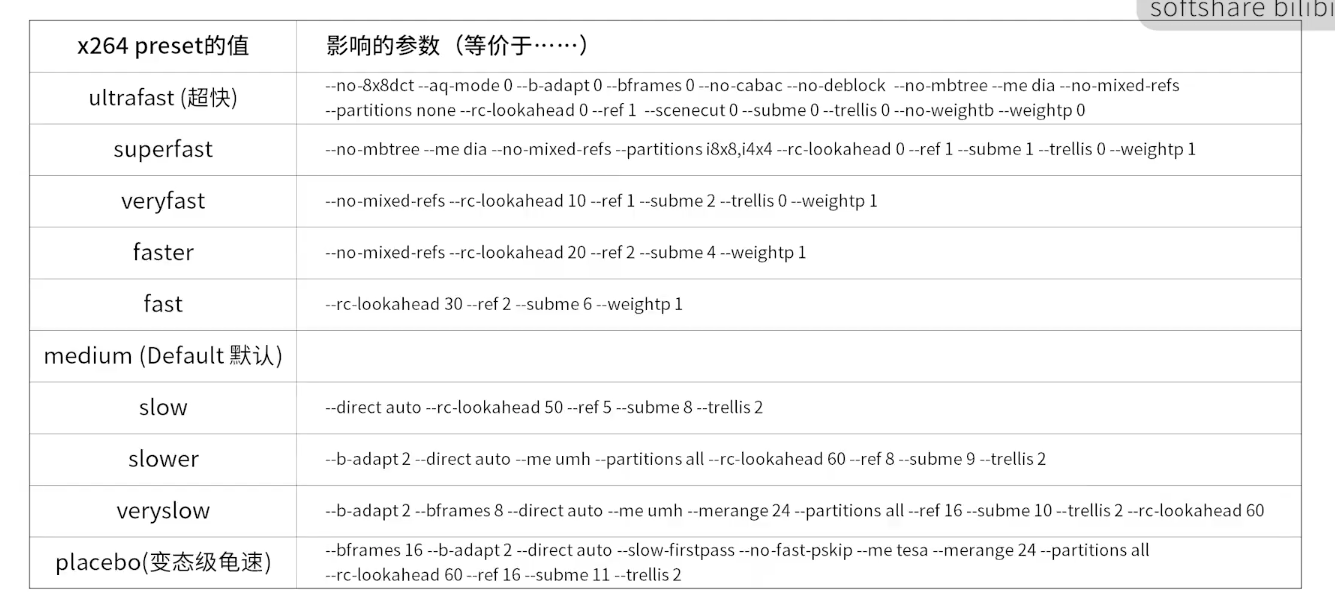 softshare bilibi
x264 preset的值 影响的参数（等价于……）
ultrafast (超快) --no-8x8dct --aq-mode 0 --b-adapt 0 --bframes 0 --no-cabac --no-deblock --no-mbtree --me dia --no-mixed-refs
--partitions none --rc-lookahead 0 --ref 1 --scenecut 0 --subme 0 --trellis 0 --no-weightb --weightp 0
superfast --no-mbtree --me dia --no-mixed-refs --partitions i8x8,i4x4 --rc-lookahead 0 --ref 1 --subme 1 --trellis 0 --weightp 1
veryfast --no-mixed-refs --rc-lookahead 10 --ref 1 --subme 2 --trellis 0 --weightp 1
faster --no-mixed-refs --rc-lookahead 20 --ref 2 --subme 4 --weightp 1
fast --rc-lookahead 30 --ref 2 --subme 6 --weightp 1
medium (Default 默认)
slow --direct auto --rc-lookahead 50 --ref 5 --subme 8 --trellis 2
slower --b-adapt 2 --direct auto --me umh --partitions all --rc-lookahead 60 --ref 8 --subme 9 --trellis 2
veryslow --b-adapt 2 --bframes 8 --direct auto --me umh --merange 24 --partitions all --ref 16 --subme 10 --trellis 2 --rc-lookahead 60
placebo(变态级龟速) --bframes 16 --b-adapt 2 --direct auto --slow-firstpass --no-fast-pskip --me tesa --merange 24 --partitions all
--rc-lookahead 60 --ref 16 --subme 11 --trellis 2